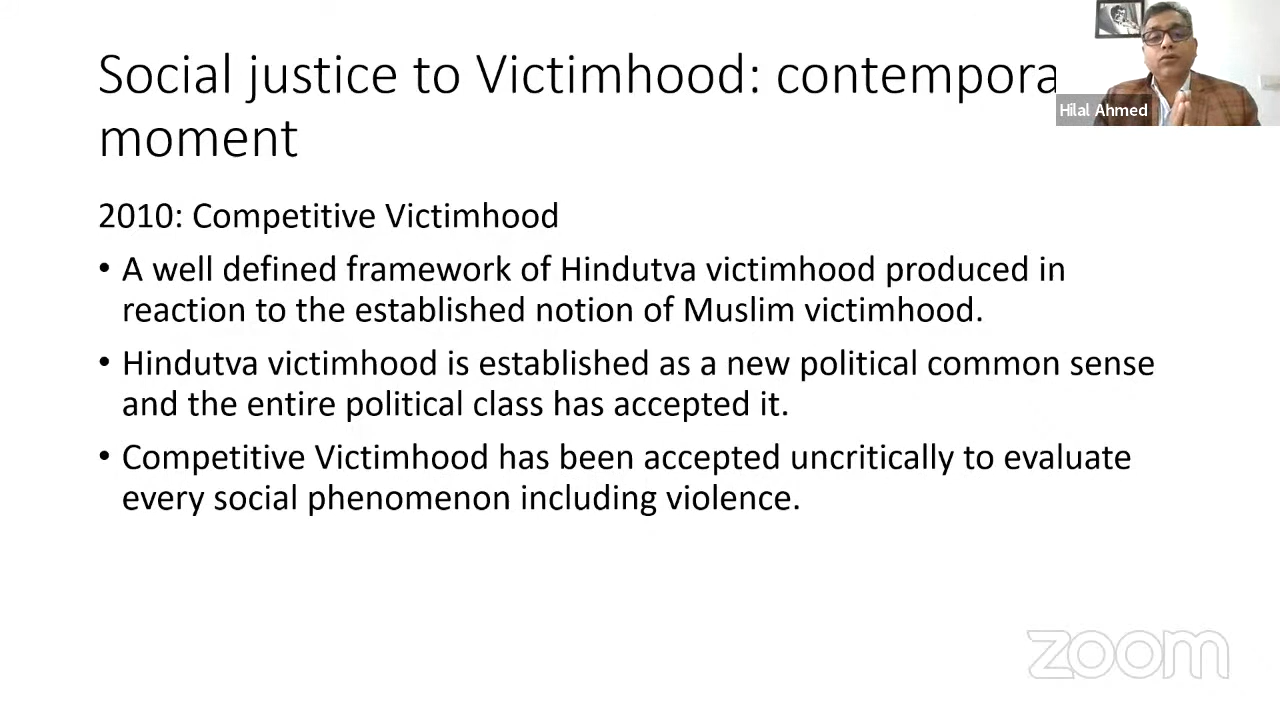 Social justice to Victimhood: contempora
moment
Hilal Ahmed
2010: Competitive Victimhood
• A well defined framework of Hindutva victimhood produced in
reaction to the established notion of Muslim victimhood.
• Hindutva victimhood is established as a new political common sense
and the entire political class has accepted it.
• Competitive Victimhood has been accepted uncritically to evaluate
every social phenomenon including violence.
zoom